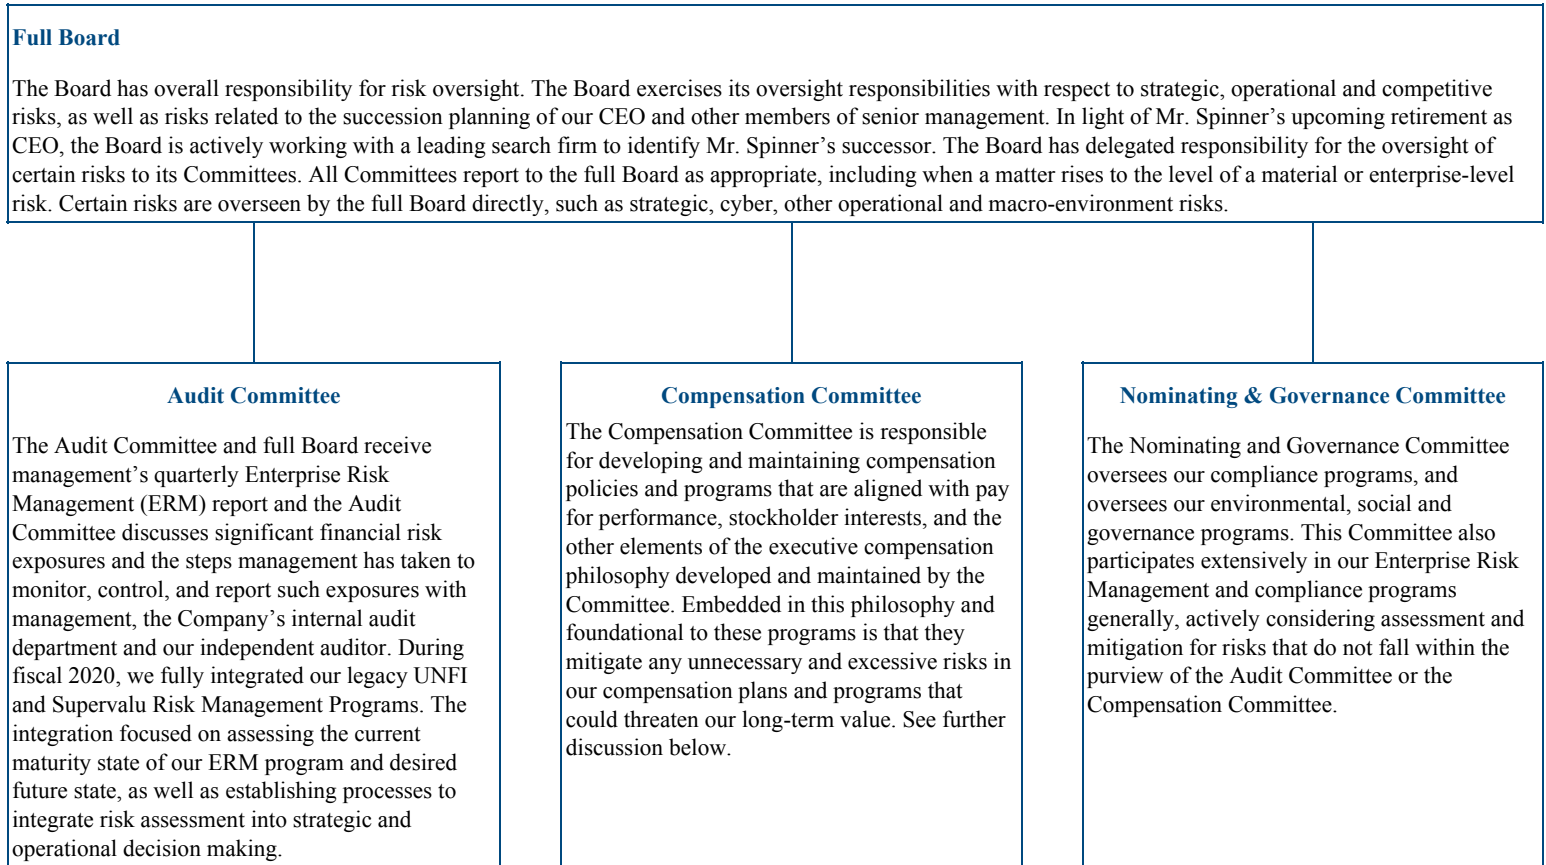 Full Board
The Board has overall responsibility for risk oversight. The Board exercises its oversight responsibilities with respect to strategic, operational and competitive
risks, as well as risks related to the succession planning of our CEO and other members of senior management. In light of Mr. Spinner’s upcoming retirement as
CEO, the Board is actively working with a leading search firm to identify Mr. Spinner’s successor. The Board has delegated responsibility for the oversight of
certain risks to its Committees. All Committees report to the full Board as appropriate, including when a matter rises to the level of a material or enterprise-level
risk. Certain risks are overseen by the full Board directly, such as strategic, cyber, other operational and macro-environment risks.
Audit Committee
The Audit Committee and full Board receive
management’s quarterly Enterprise Risk
Management (ERM) report and the Audit
Committee discusses significant financial risk
exposures and the steps management has taken to
monitor, control, and report such exposures with
management, the Company’s internal audit
department and our independent auditor. During
fiscal 2020, we fully integrated our legacy UNFI
and Supervalu Risk Management Programs. The
integration focused on assessing the current
maturity state of our ERM program and desired
future state, as well as establishing processes to
integrate risk assessment into strategic and
operational decision making.
Compensation Committee
The Compensation Committee is responsible
for developing and maintaining compensation
policies and programs that are aligned with pay
for performance, stockholder interests, and the
other elements of the executive compensation
philosophy developed and maintained by the
Committee. Embedded in this philosophy and
foundational to these programs is that they
mitigate any unnecessary and excessive risks in
our compensation plans and programs that
could threaten our long-term value. See further
discussion below.
Nominating & Governance Committee
The Nominating and Governance Committee
oversees our compliance programs, and
oversees our environmental, social and
governance programs. This Committee also
participates extensively in our Enterprise Risk
Management and compliance programs
generally, actively considering assessment and
mitigation for risks that do not fall within the
purview of the Audit Committee or the
Compensation Committee.